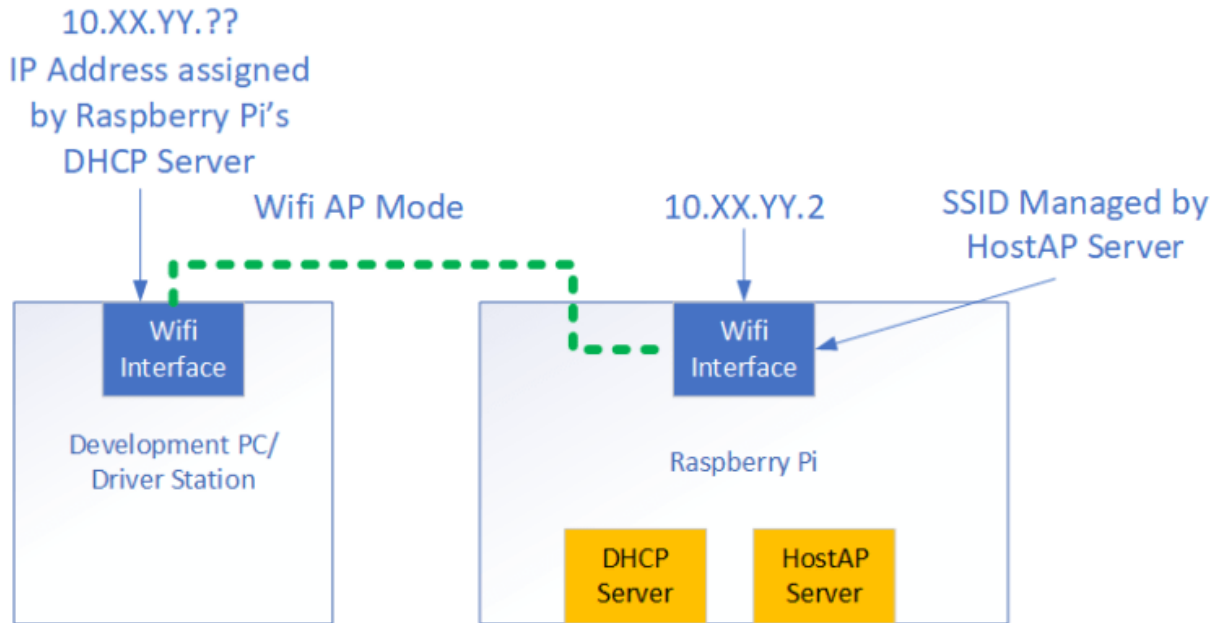 10.XX.YY.??
IP Address assigned
by Raspberry Pi's
DHCP Server
Wifi AP Mode
10.XX.YY.2
SSID Managed by
HostAP Server
Wifi
Interface
Wifi
Interface
Development PC/
Driver Station
Raspberry Pi
DHCP
Server
HostAP
Server